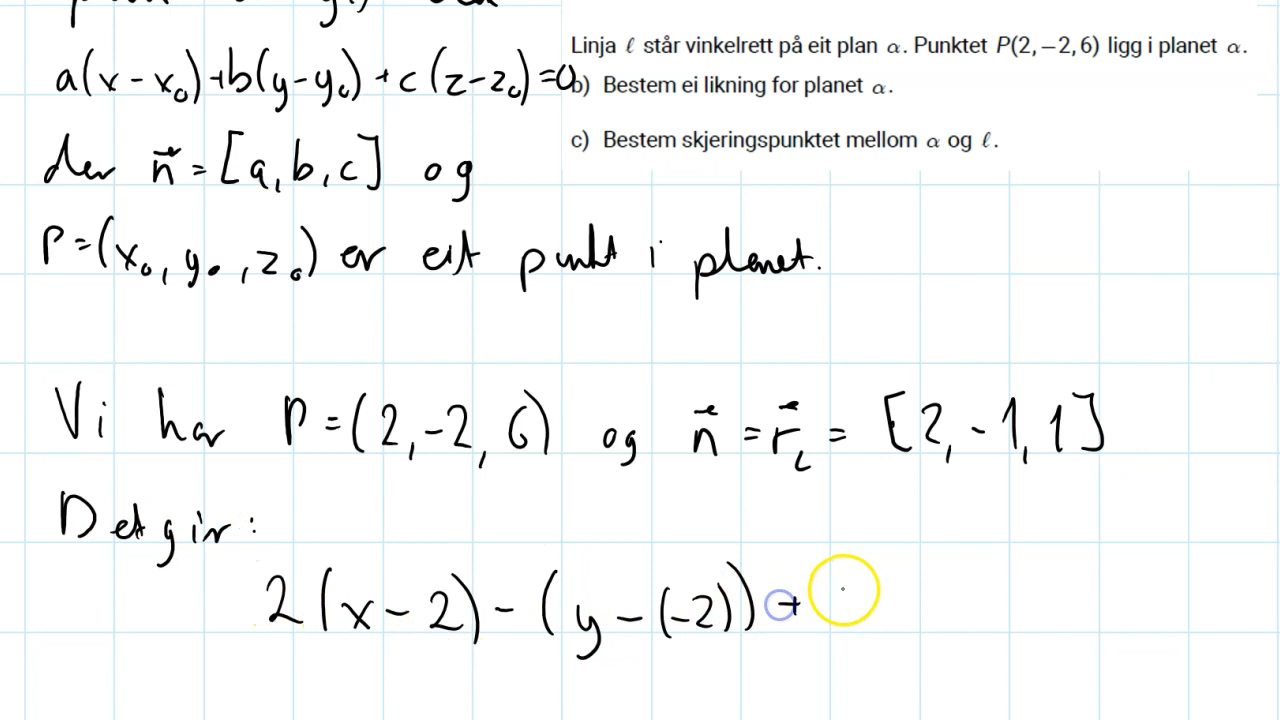 a(x-x₀)+b(y-y₀)+c(z-z₀)=0
der n⃗=[a,b,c] og
P=(x₀,y₀,z₀) er eit punkt i planet.
Linja ℓ står vinkelrett på eit plan α. Punktet P(2,−2,6) ligg i planet α.
b) Bestem ei likning for planet α.
c) Bestem skjeringspunktet mellom α og ℓ.
Vi har P=(2,-2,6) og n⃗ = r⃗ₗ = [2,-1,1]
Det gir:
2(x-2)-(y-(-2))+